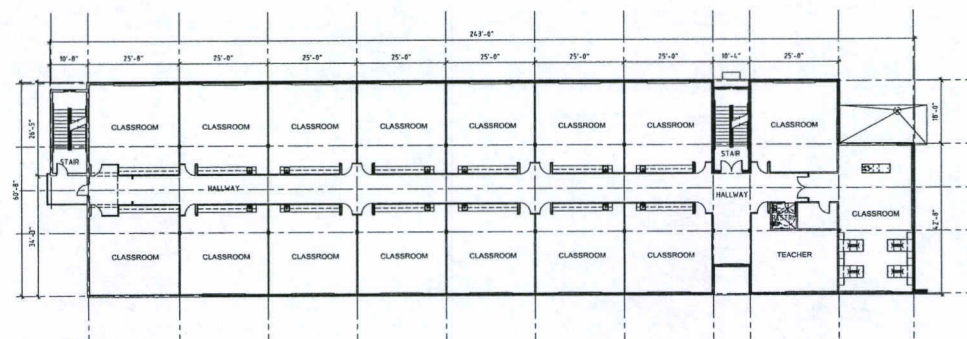 243'-0"
10'-8" 25'-8" 25'-0" 25'-0" 25'-0" 25'-0" 25'-0" 25'-0" 10'-4" 25'-0"
26'-5"
18'-0"
CLASSROOM CLASSROOM CLASSROOM CLASSROOM CLASSROOM CLASSROOM CLASSROOM CLASSROOM
STAIR STAIR
60'-8"
HALLWAY HALLWAY
CLASSROOM
34'-0"
42'-8"
CLASSROOM CLASSROOM CLASSROOM CLASSROOM CLASSROOM CLASSROOM CLASSROOM TEACHER